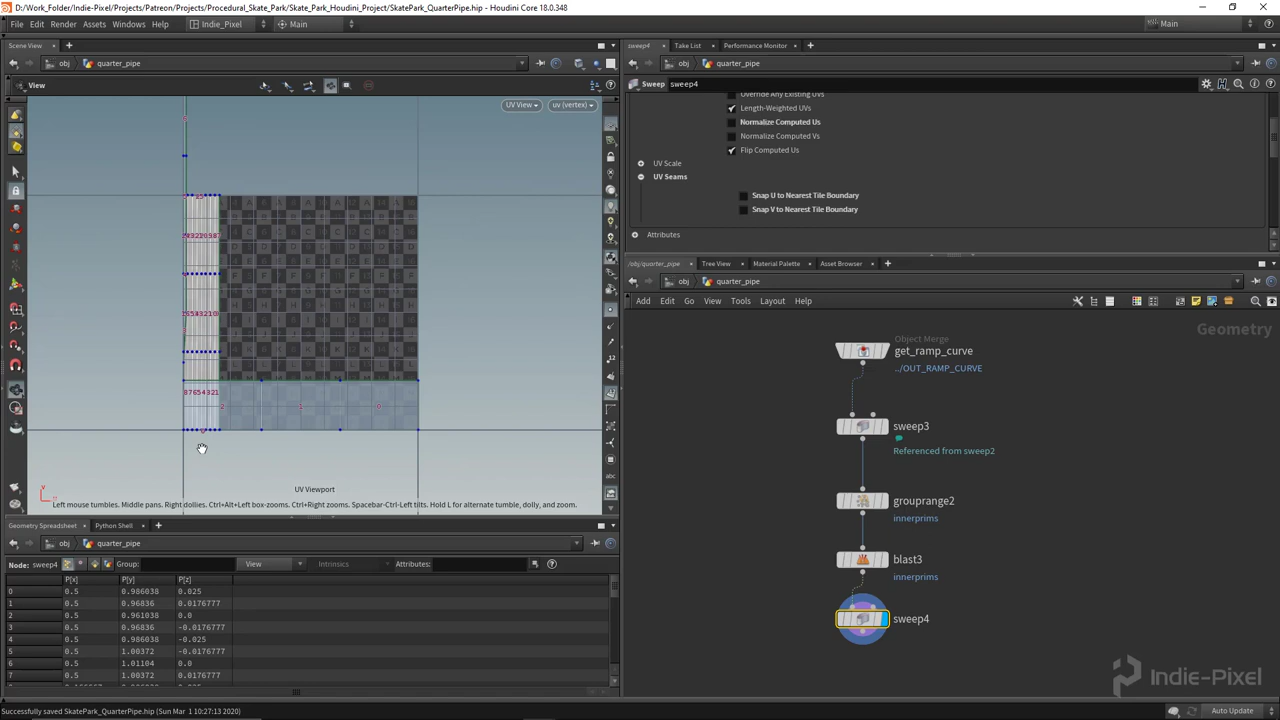 D:\Work_Folder/Indie-Pixel/Projects/Patreon/Projects/Procedural_Skate_Park/Skate_Park_Houdini_Project/SkatePark_QuarterPipe.hip - Houdini Core 18.0.348
File Edit Render Assets Windows Help Indie_Pixel Main Main
Scene View
sweep4 Take List Performance Monitor
obj quarter_pipe
obj quarter_pipe
View
Sweep sweep4
UV View uv (vertex)
Override Any Existing UVs
Length-Weighted UVs
Normalize Computed Us
Normalize Computed Vs
Flip Computed Us
UV Scale
UV Seams
Snap U to Nearest Tile Boundary
Snap V to Nearest Tile Boundary
Attributes
/obj/quarter_pipe Tree View Material Palette Asset Browser
obj quarter_pipe
Add Edit Go View Tools Layout Help
Geometry
Object Merge
get_ramp_curve
../OUT_RAMP_CURVE
sweep3
Referenced from sweep2
grouprange2
innerprims
blast3
innerprims
sweep4
87654321
2 1 0
UV Viewport
Left mouse tumbles. Middle pans. Right dollies. Ctrl+Alt+Left box-zooms. Ctrl+Right zooms. Spacebar-Ctrl-Left tilts. Hold L for alternate tumble, dolly, and zoom.
Geometry Spreadsheet Python Shell
obj quarter_pipe
Node: sweep4 Group: View Intrinsics Attributes:
P[x] P[y] P[z]
0 0.5 0.986038 0.025
1 0.5 0.96836 0.0176777
2 0.5 0.961038 0.0
3 0.5 0.96836 -0.0176777
4 0.5 0.986038 -0.025
5 0.5 1.00372 -0.0176777
6 0.5 1.01104 0.0
7 0.5 1.00372 0.0176777
Indie-Pixel
Successfully saved SkatePark_QuarterPipe.hip (Sun Mar 1 10:27:13 2020)
Auto Update